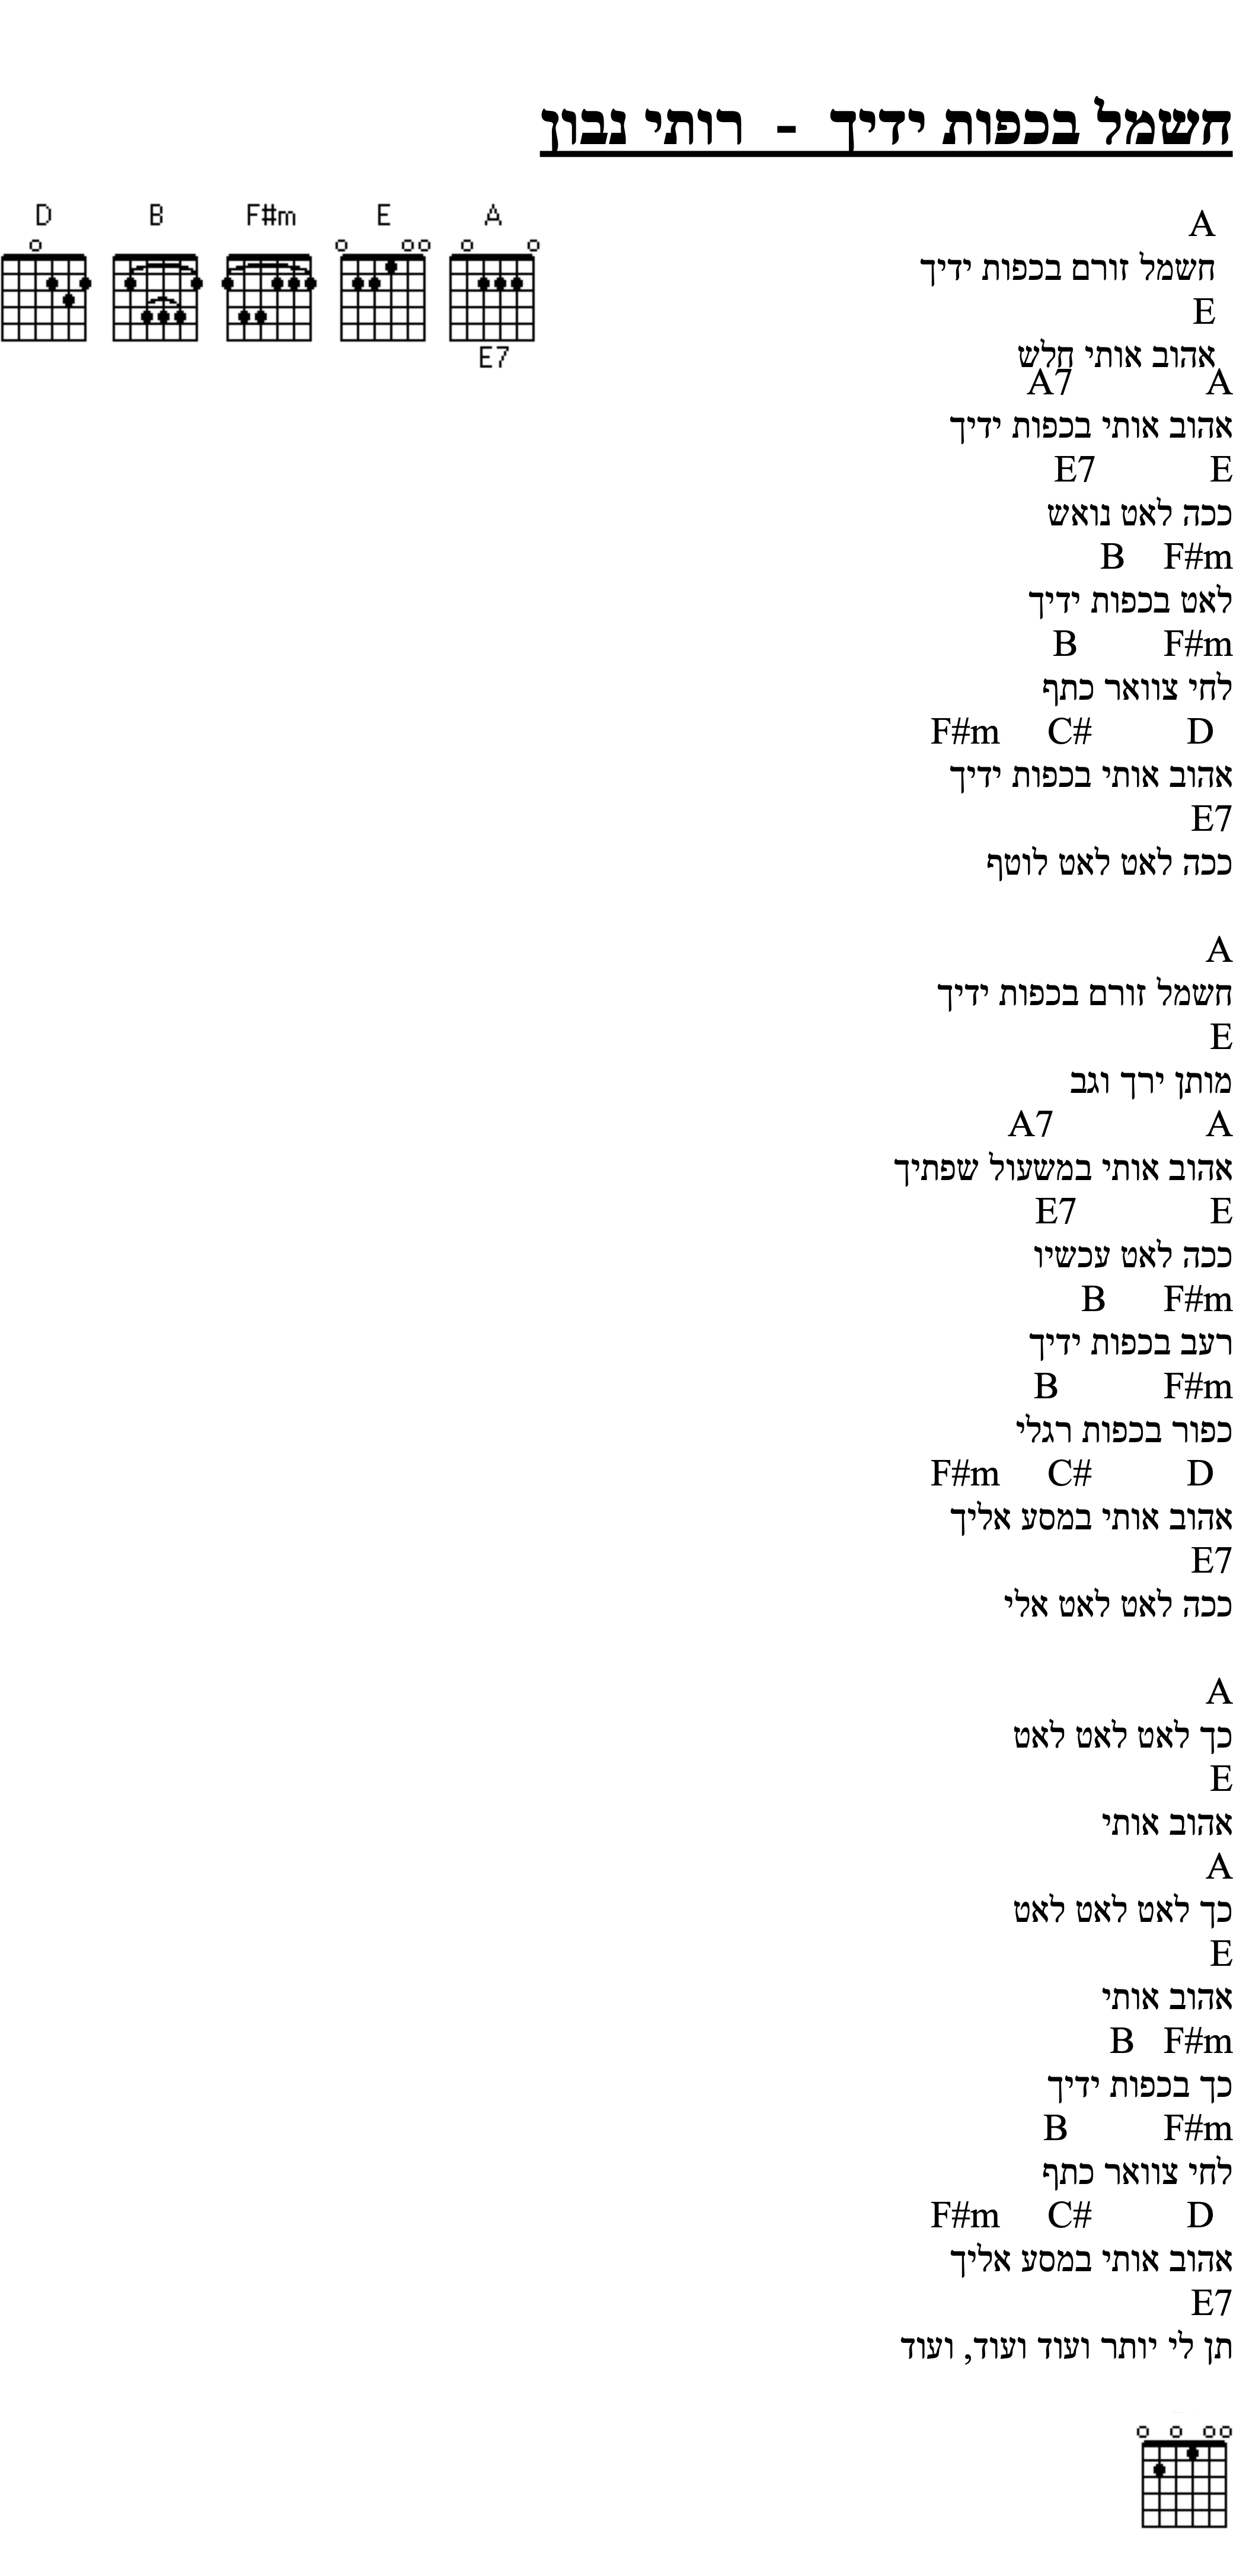 חשמל בכפות ידיך - רותי נבון
D B F#m E A
E7
A
חשמל זורם בכפות ידיך
E
אהוב אותי חלש
A A7
אהוב אותי בכפות ידיך
E E7
ככה לאט נואש
F#m B
לאט בכפות ידיך
F#m B
לחי צוואר כתף
D C# F#m
אהוב אותי בכפות ידיך
E7
ככה לאט לאט לוטף
A
חשמל זורם בכפות ידיך
E
מותן ירך וגב
A A7
אהוב אותי במשעול שפתיך
E E7
ככה לאט עכשיו
F#m B
רעב בכפות ידיך
F#m B
כפור בכפות רגלי
D C# F#m
אהוב אותי במסע אליך
E7
ככה לאט לאט אלי
A
כך לאט לאט לאט
E
אהוב אותי
A
כך לאט לאט לאט
E
אהוב אותי
F#m B
כך בכפות ידיך
F#m B
לחי צוואר כתף
D C# F#m
אהוב אותי במסע אליך
E7
תן לי יותר ועוד ועוד, ועוד